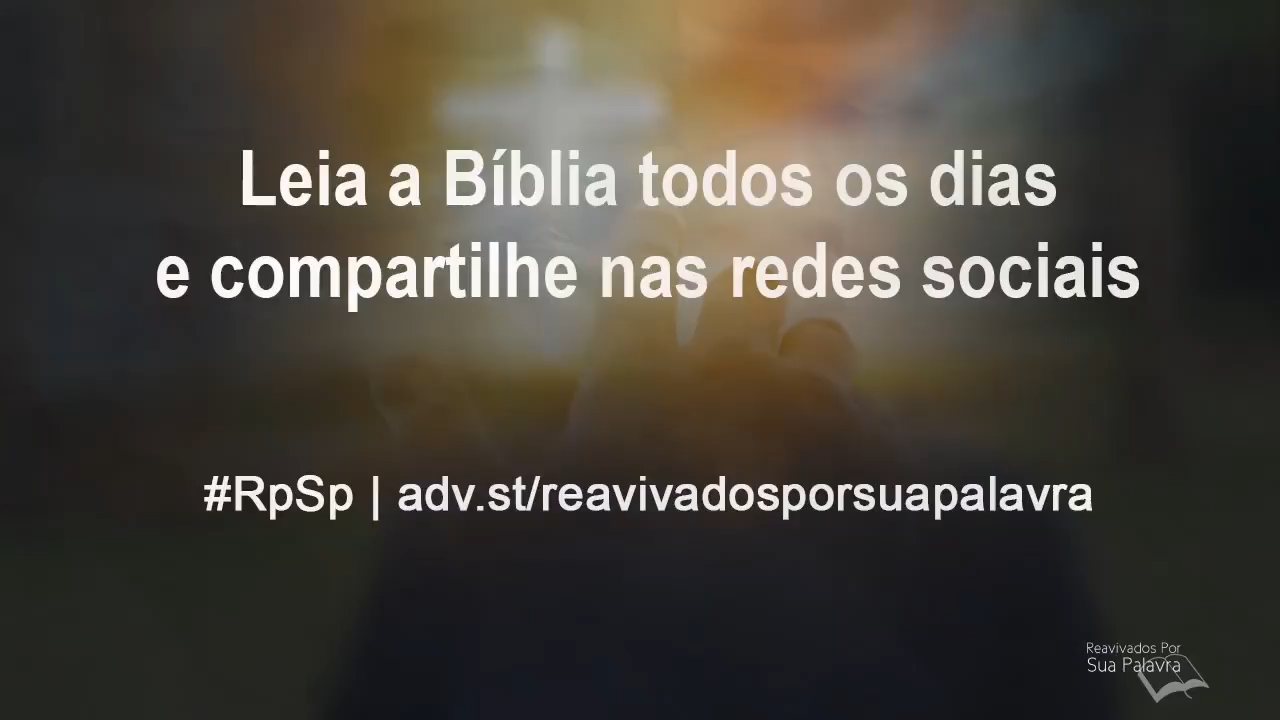 Leia a Bíblia todos os dias
e compartilhe nas redes sociais
#RpSp | adv.st/reavivadosporsuapalavra
Reavivados Por
Sua Palavra